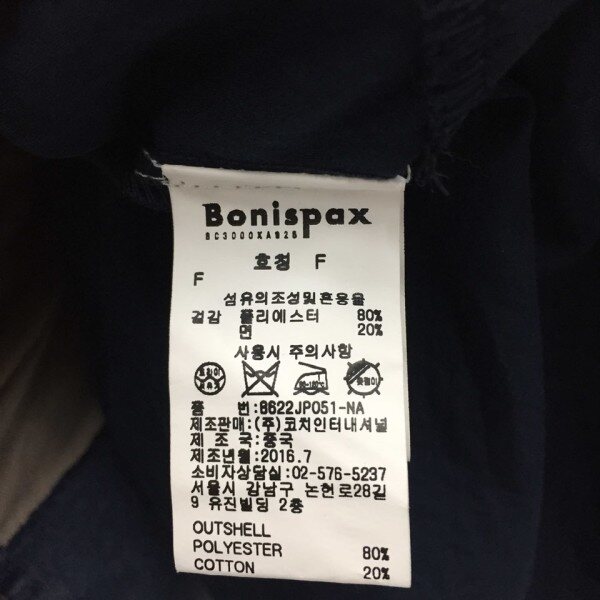 Bonispax
BC3000KA925
호칭 F
F
섬유의조성및혼용율
겉감 폴리에스터 80%
면 20%
사용시 주의사항
품 번:8622JP051-NA
제조판매:(주)코치인터내셔널
제 조 국:중국
제조년월:2016.7
소비자상담실:02-576-5237
서울시 강남구 논현로28길
9 유진빌딩 2층
OUTSHELL
POLYESTER 80%
COTTON 20%